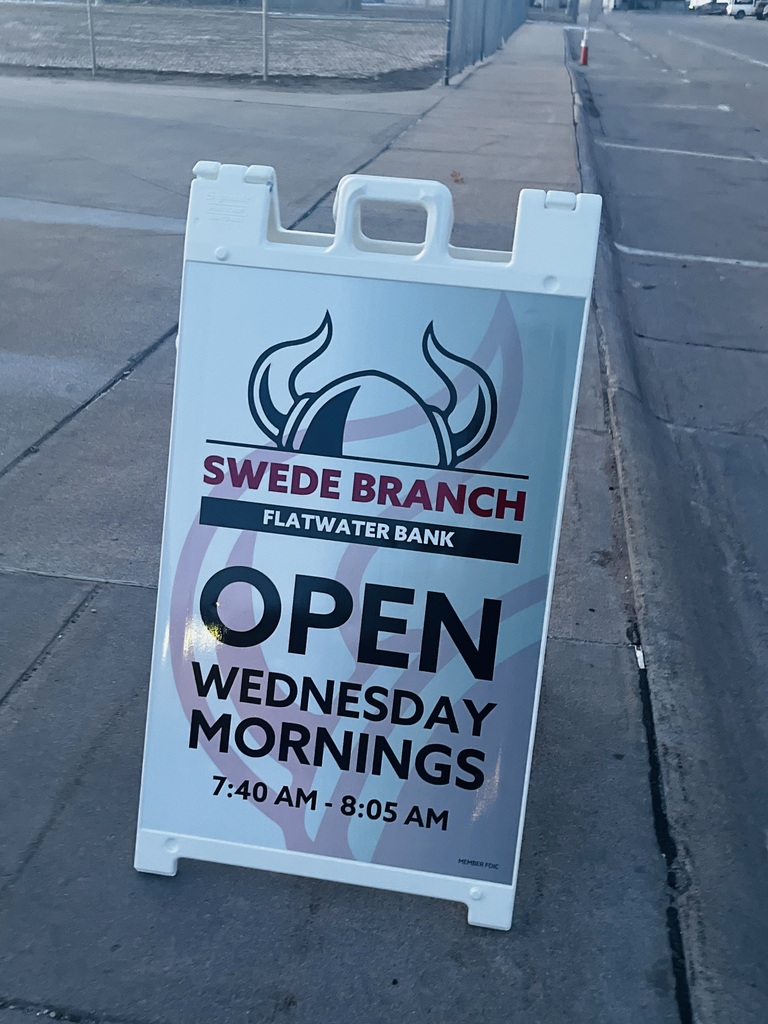 SWEDE BRANCH
FLATWATER BANK
OPEN
WEDNESDAY
MORNINGS
7:40 AM - 8:05 AM
MEMBER FDIC